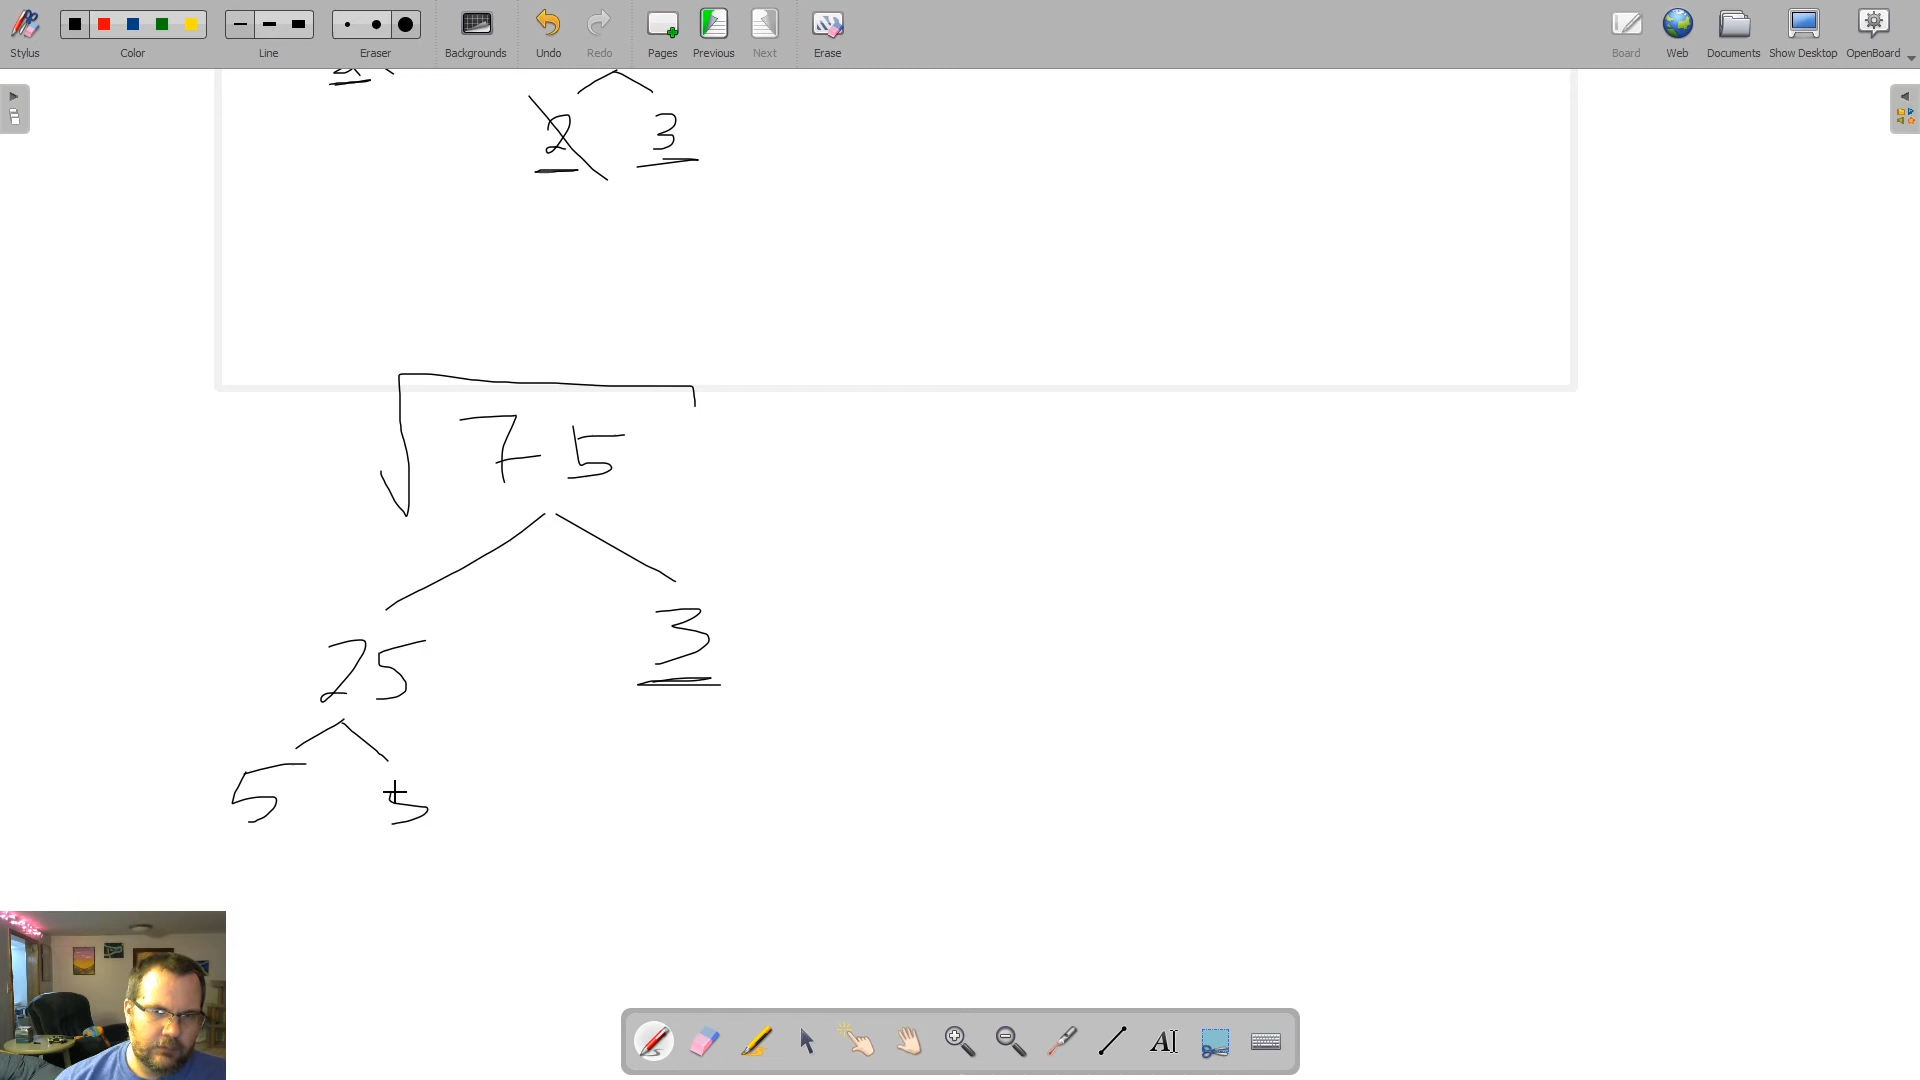 Stylus Color Line Eraser Backgrounds Undo Redo Pages Previous Next Erase Board Web Documents Show Desktop OpenBoard
2 3
√75
25 3
5 5
AI